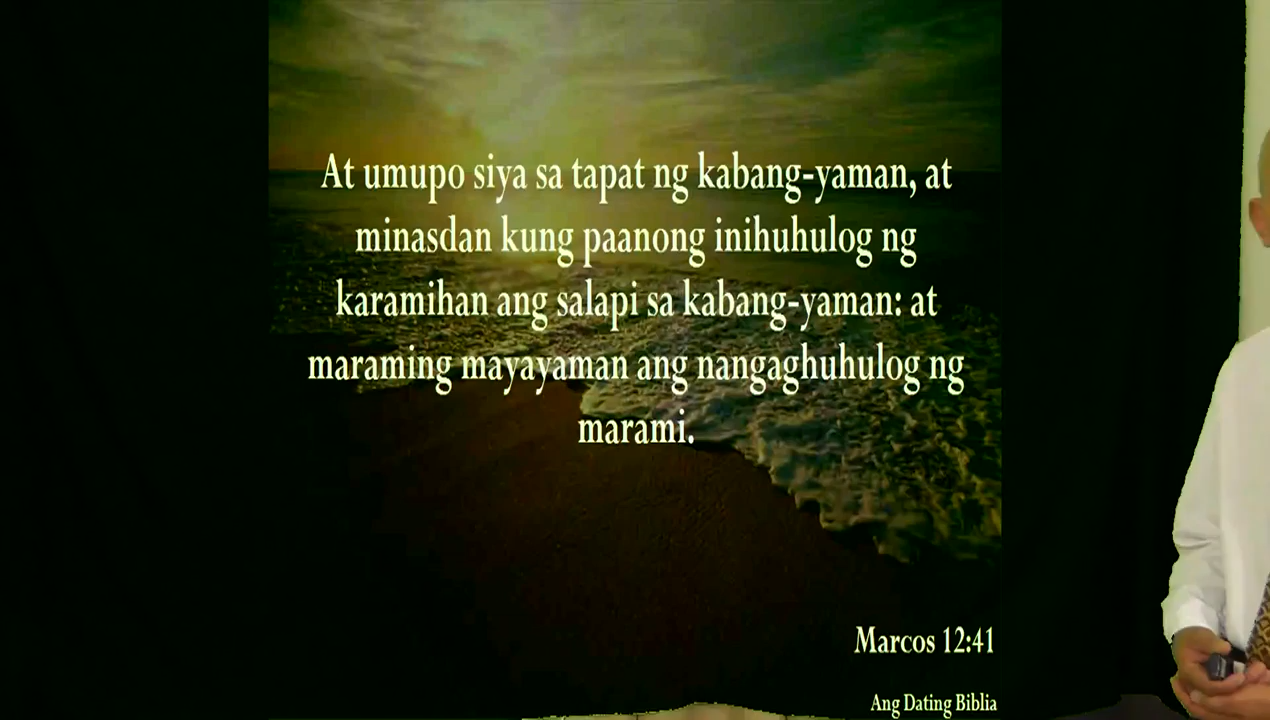 At umupo siya sa tapat ng kabang-yaman, at
minasdan kung paanong inihuhulog ng
karamihan ang salapi sa kabang-yaman: at
maraming mayayaman ang nangaghuhulog ng
marami.
Marcos 12:41
Ang Dating Biblia